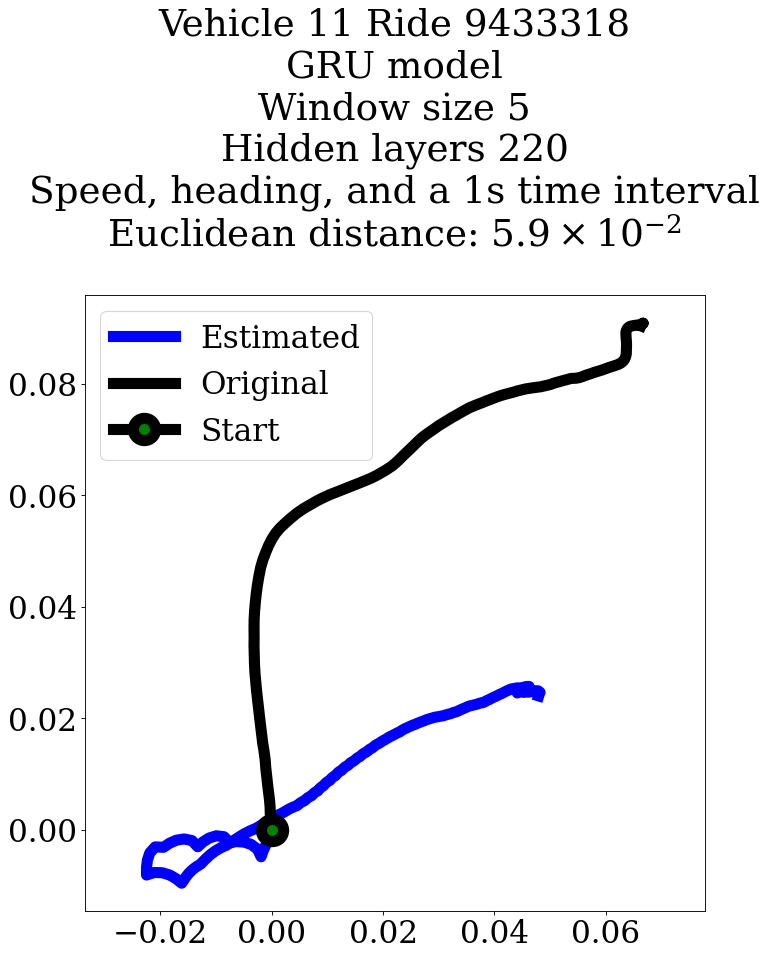 Vehicle 11 Ride 9433318
GRU model
Window size 5
Hidden layers 220
Speed, heading, and a 1s time interval
Euclidean distance: 5.9 × 10⁻²
Estimated
Original
Start
0.08
0.06
0.04
0.02
0.00
−0.02 0.00 0.02 0.04 0.06